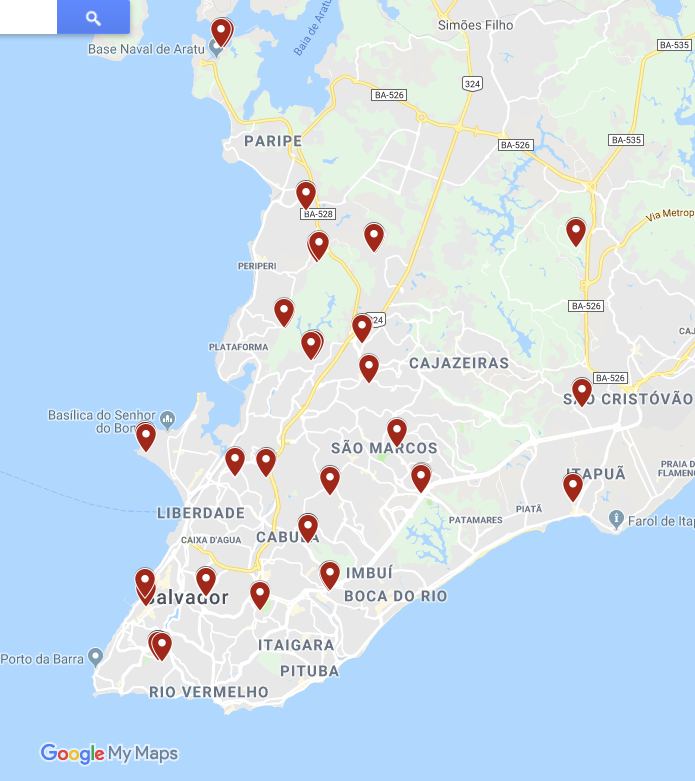 Simões Filho
Baía de Aratu
Base Naval de Aratu
BA-535
324
BA-526
BA-535
BA-526
PARIPE
BA-528
Via Metrop
PERIPERI
BA-526
324
PLATAFORMA
CAJAZEIRAS
CAJ
BA-526
SÃO CRISTÓVÃO
Basílica do Senhor
do Bon
SÃO MARCOS
ITAPUÃ
PRAIA D
FLAMENG
LIBERDADE
PIATÃ
PATAMARES
Farol de Ita
CAIXA D'AGUA
CABULA
IMBUÍ
BOCA DO RIO
Salvador
ITAIGARA
Porto da Barra
PITUBA
RIO VERMELHO
Google My Maps